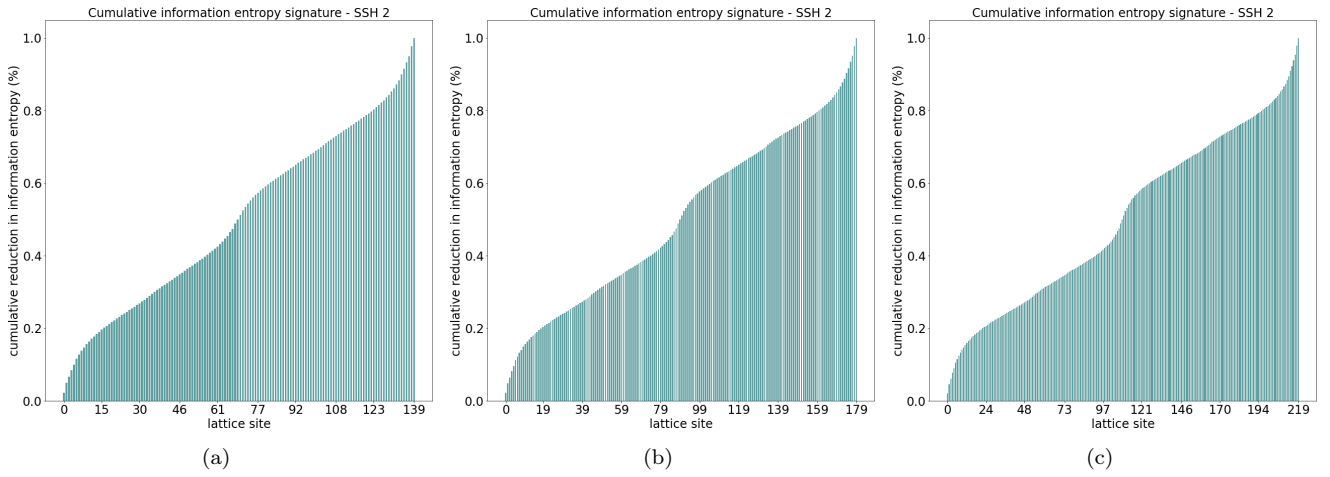 Cumulative information entropy signature - SSH 2
cumulative reduction in information entropy (%)
1.0
0.8
0.6
0.4
0.2
0.0
0 15 30 46 61 77 92 108 123 139
lattice site
(a)
Cumulative information entropy signature - SSH 2
cumulative reduction in information entropy (%)
1.0
0.8
0.6
0.4
0.2
0.0
0 19 39 59 79 99 119 139 159 179
lattice site
(b)
Cumulative information entropy signature - SSH 2
cumulative reduction in information entropy (%)
1.0
0.8
0.6
0.4
0.2
0.0
0 24 48 73 97 121 146 170 194 219
lattice site
(c)